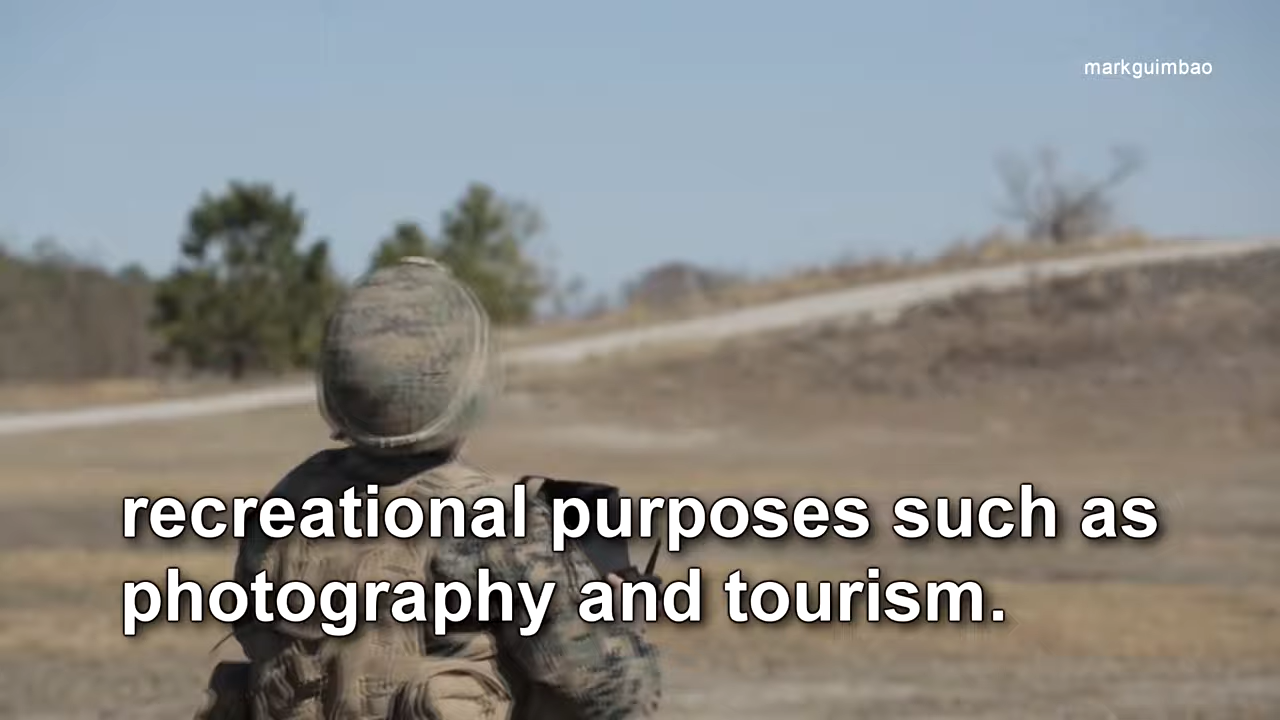 markguimbao
recreational purposes such as
photography and tourism.